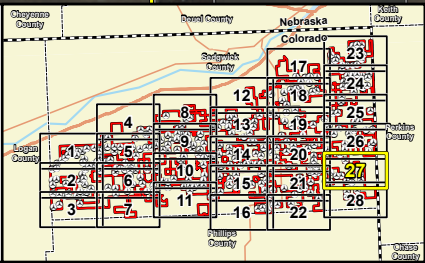 Cheyenne
County
Deuel County
Keith
County
Nebraska
Colorado
Sedgwick
County
Logan
County
Perkins
County
Phillips
County
Chase
County
1
2
3
4
5
6
7
8
9
10
11
12
13
14
15
16
17
18
19
20
21
22
23
24
25
26
27
28